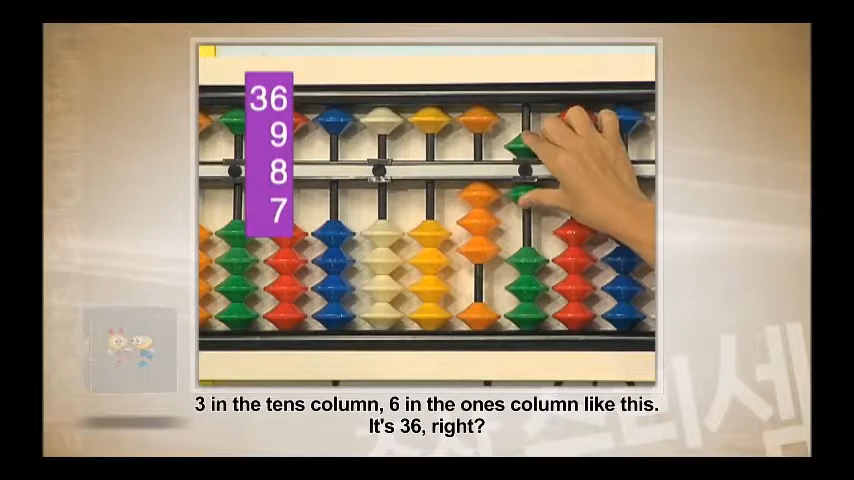 36
9
8
7
3 in the tens column, 6 in the ones column like this.
It's 36, right?